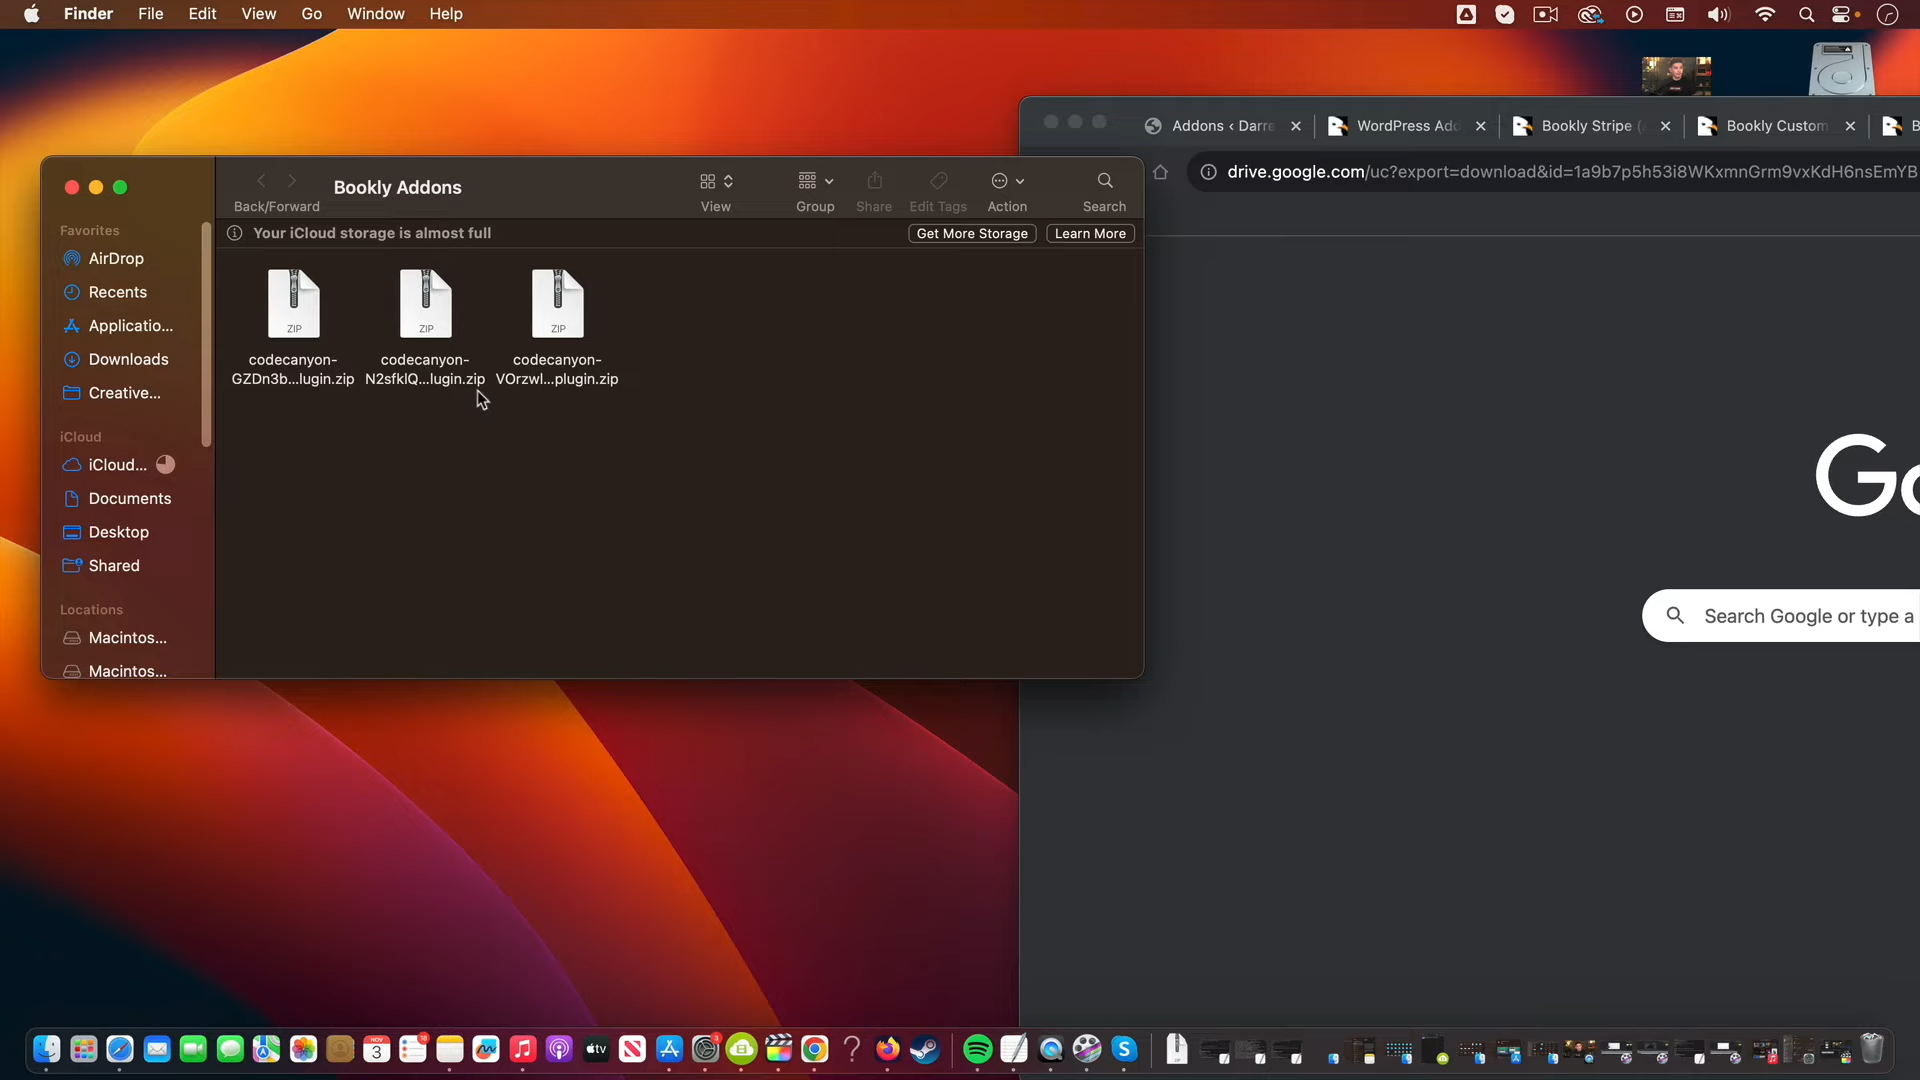 Finder File Edit View Go Window Help
Addons ‹ Darre
WordPress Add
Bookly Stripe (
Bookly Custom
B
drive.google.com/uc?export=download&id=1a9b7p5h53i8WKxmnGrm9vxKdH6nsEmYB
Back/Forward
Bookly Addons
View
Group
Share
Edit Tags
Action
Search
Your iCloud storage is almost full
Get More Storage
Learn More
Favorites
AirDrop
Recents
Applicatio...
Downloads
Creative...
iCloud
iCloud...
Documents
Desktop
Shared
Locations
Macintos...
Macintos...
ZIP
codecanyon-
GZDn3b...lugin.zip
ZIP
codecanyon-
N2sfklQ...lugin.zip
ZIP
codecanyon-
VOrzwl...plugin.zip
Go
Search Google or type a
NOV
3
tv